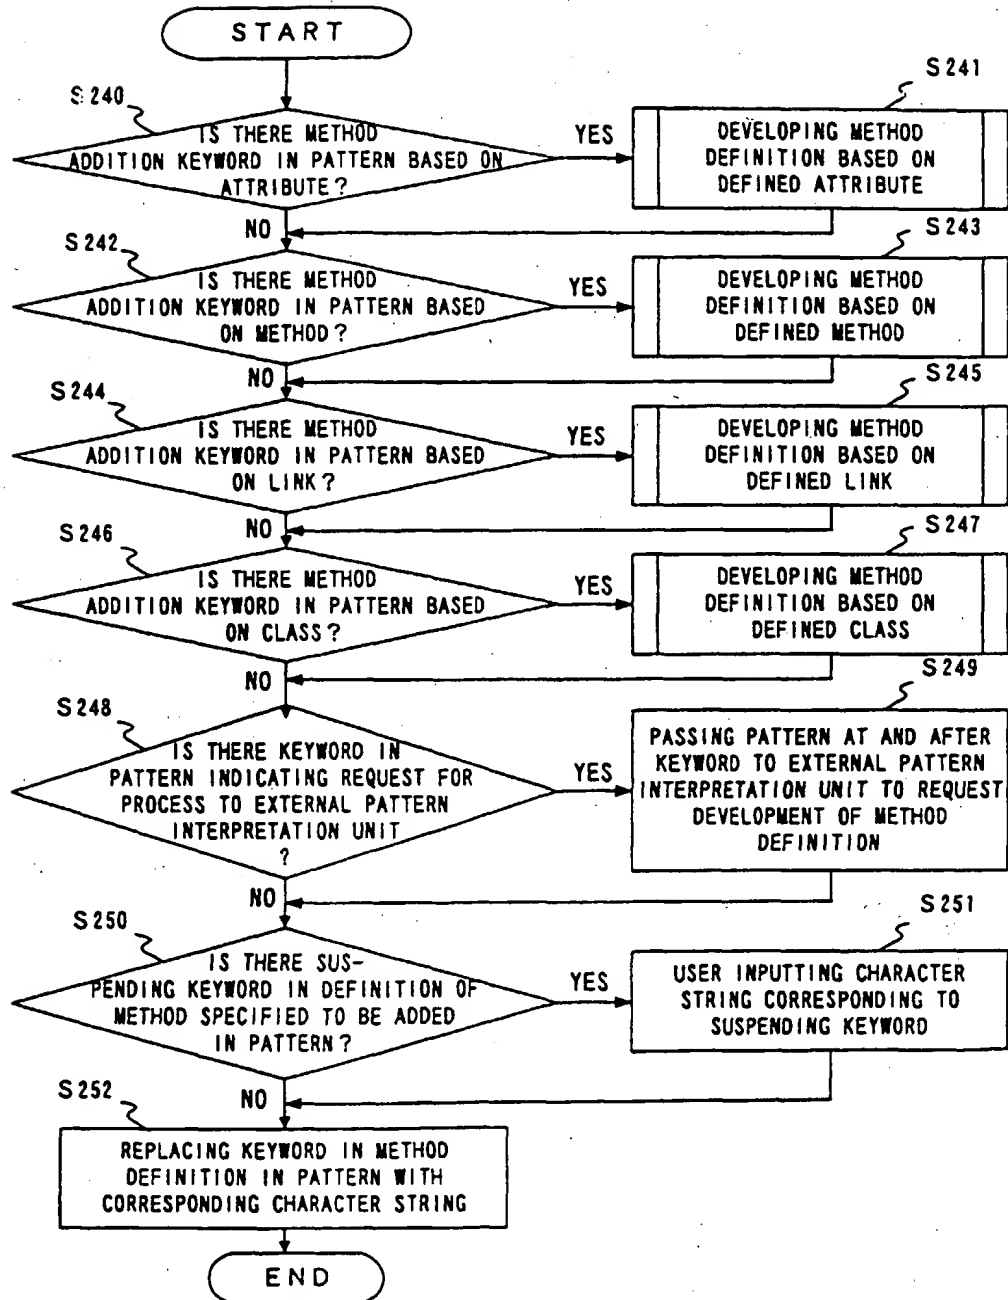 START
S240
IS THERE METHOD
ADDITION KEYWORD IN PATTERN BASED ON
ATTRIBUTE?
YES
S241
DEVELOPING METHOD
DEFINITION BASED ON
DEFINED ATTRIBUTE
NO
S242
IS THERE METHOD
ADDITION KEYWORD IN PATTERN BASED
ON METHOD?
YES
S243
DEVELOPING METHOD
DEFINITION BASED ON
DEFINED METHOD
NO
S244
IS THERE METHOD
ADDITION KEYWORD IN PATTERN BASED
ON LINK?
YES
S245
DEVELOPING METHOD
DEFINITION BASED ON
DEFINED LINK
NO
S246
IS THERE METHOD
ADDITION KEYWORD IN PATTERN BASED
ON CLASS?
YES
S247
DEVELOPING METHOD
DEFINITION BASED ON
DEFINED CLASS
NO
S248
IS THERE KEYWORD IN
PATTERN INDICATING REQUEST FOR
PROCESS TO EXTERNAL PATTERN
INTERPRETATION UNIT
?
YES
S249
PASSING PATTERN AT AND AFTER
KEYWORD TO EXTERNAL PATTERN
INTERPRETATION UNIT TO REQUEST
DEVELOPMENT OF METHOD
DEFINITION
NO
S250
IS THERE SUS-
PENDING KEYWORD IN DEFINITION OF
METHOD SPECIFIED TO BE ADDED
IN PATTERN?
YES
S251
USER INPUTTING CHARACTER
STRING CORRESPONDING TO
SUSPENDING KEYWORD
NO
S252
REPLACING KEYWORD IN METHOD
DEFINITION IN PATTERN WITH
CORRESPONDING CHARACTER STRING
END